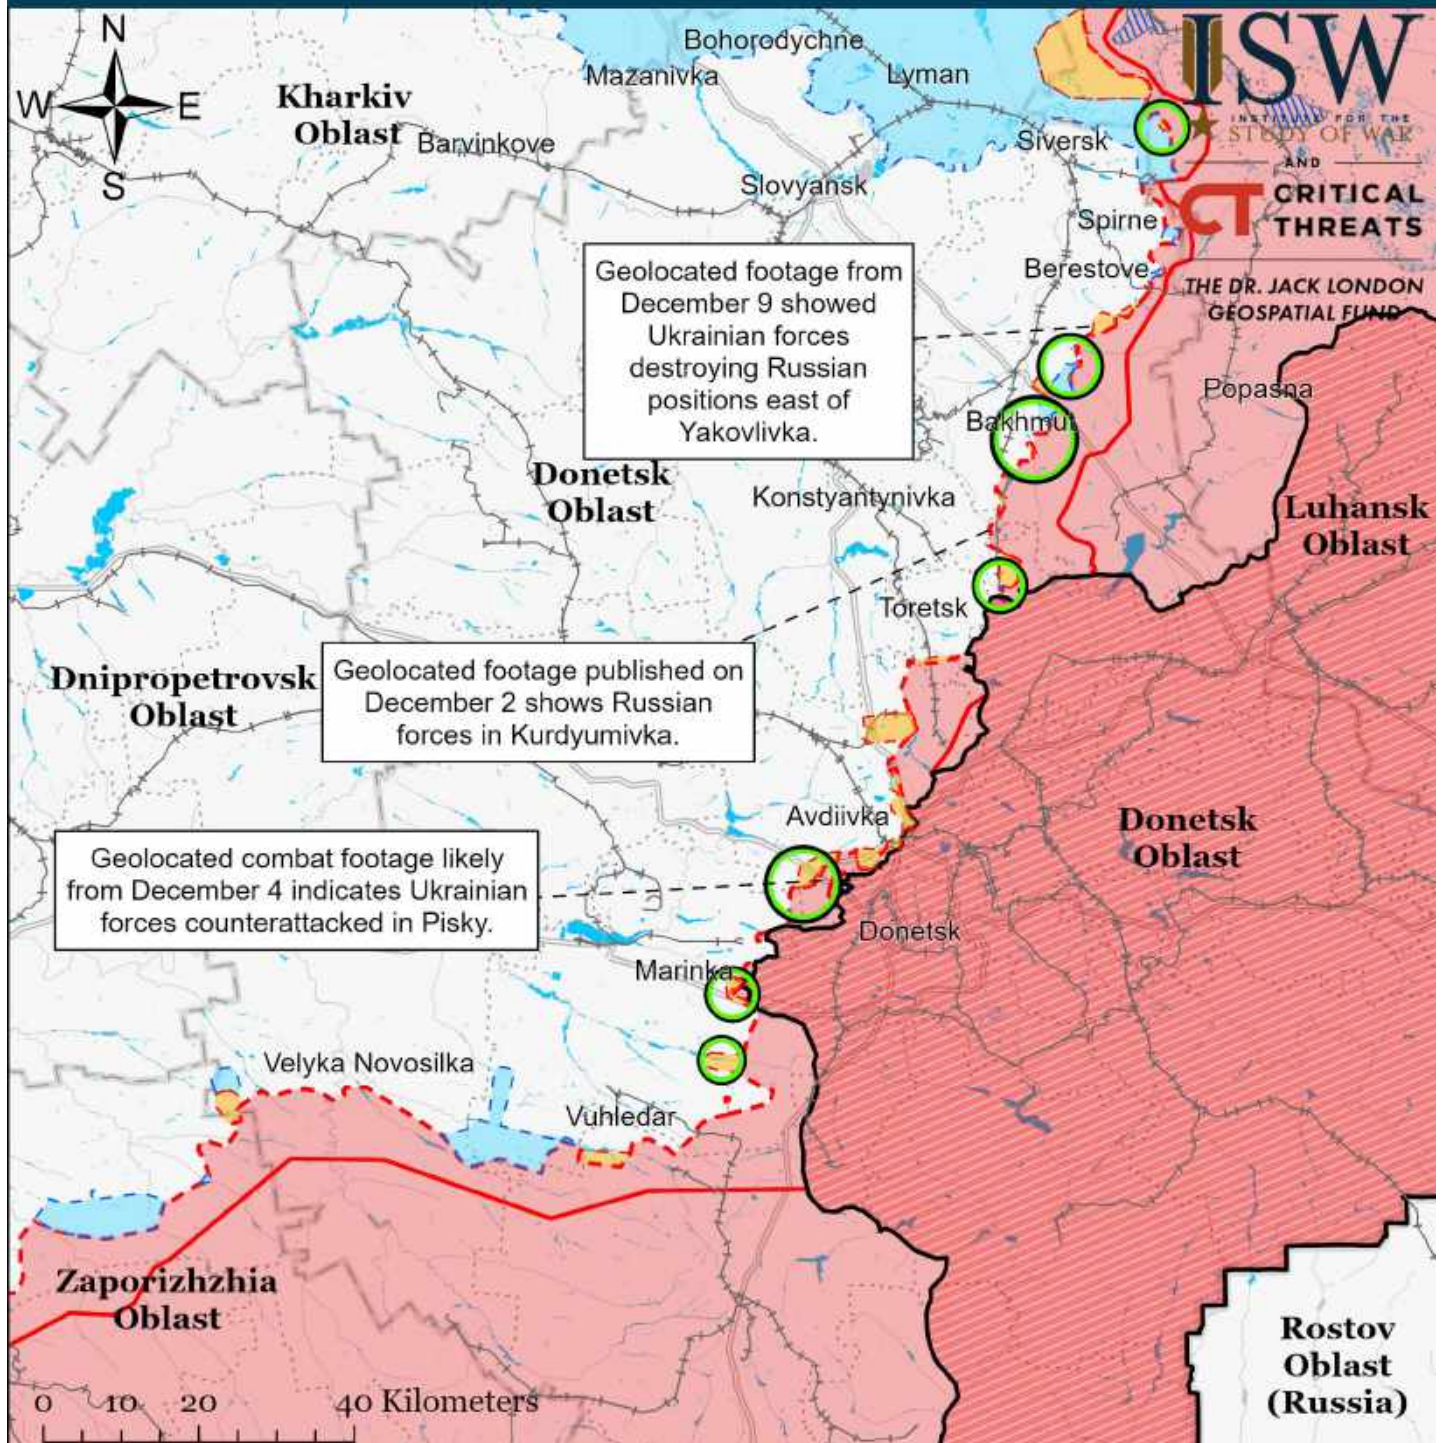 N
W
E
S
Kharkiv
Oblast
Barvinkove
Bohorodychne
Mazanivka
Lyman
Siversk
Slovyansk
Spirne
Berestove
ISW
INSTITUTE FOR THE
STUDY OF WAR
AND
CT CRITICAL
THREATS
THE DR. JACK LONDON
GEOSPATIAL FUND
Geolocated footage from
December 9 showed
Ukrainian forces
destroying Russian
positions east of
Yakovlivka.
Popasna
Bakhmut
Donetsk
Oblast
Konstyantynivka
Luhansk
Oblast
Toretsk
Dnipropetrovsk
Oblast
Geolocated footage published on
December 2 shows Russian
forces in Kurdyumivka.
Avdiivka
Donetsk
Oblast
Geolocated combat footage likely
from December 4 indicates Ukrainian
forces counterattacked in Pisky.
Donetsk
Marinka
Velyka Novosilka
Vuhledar
Zaporizhzhia
Oblast
Rostov
Oblast
(Russia)
0 10 20 40 Kilometers